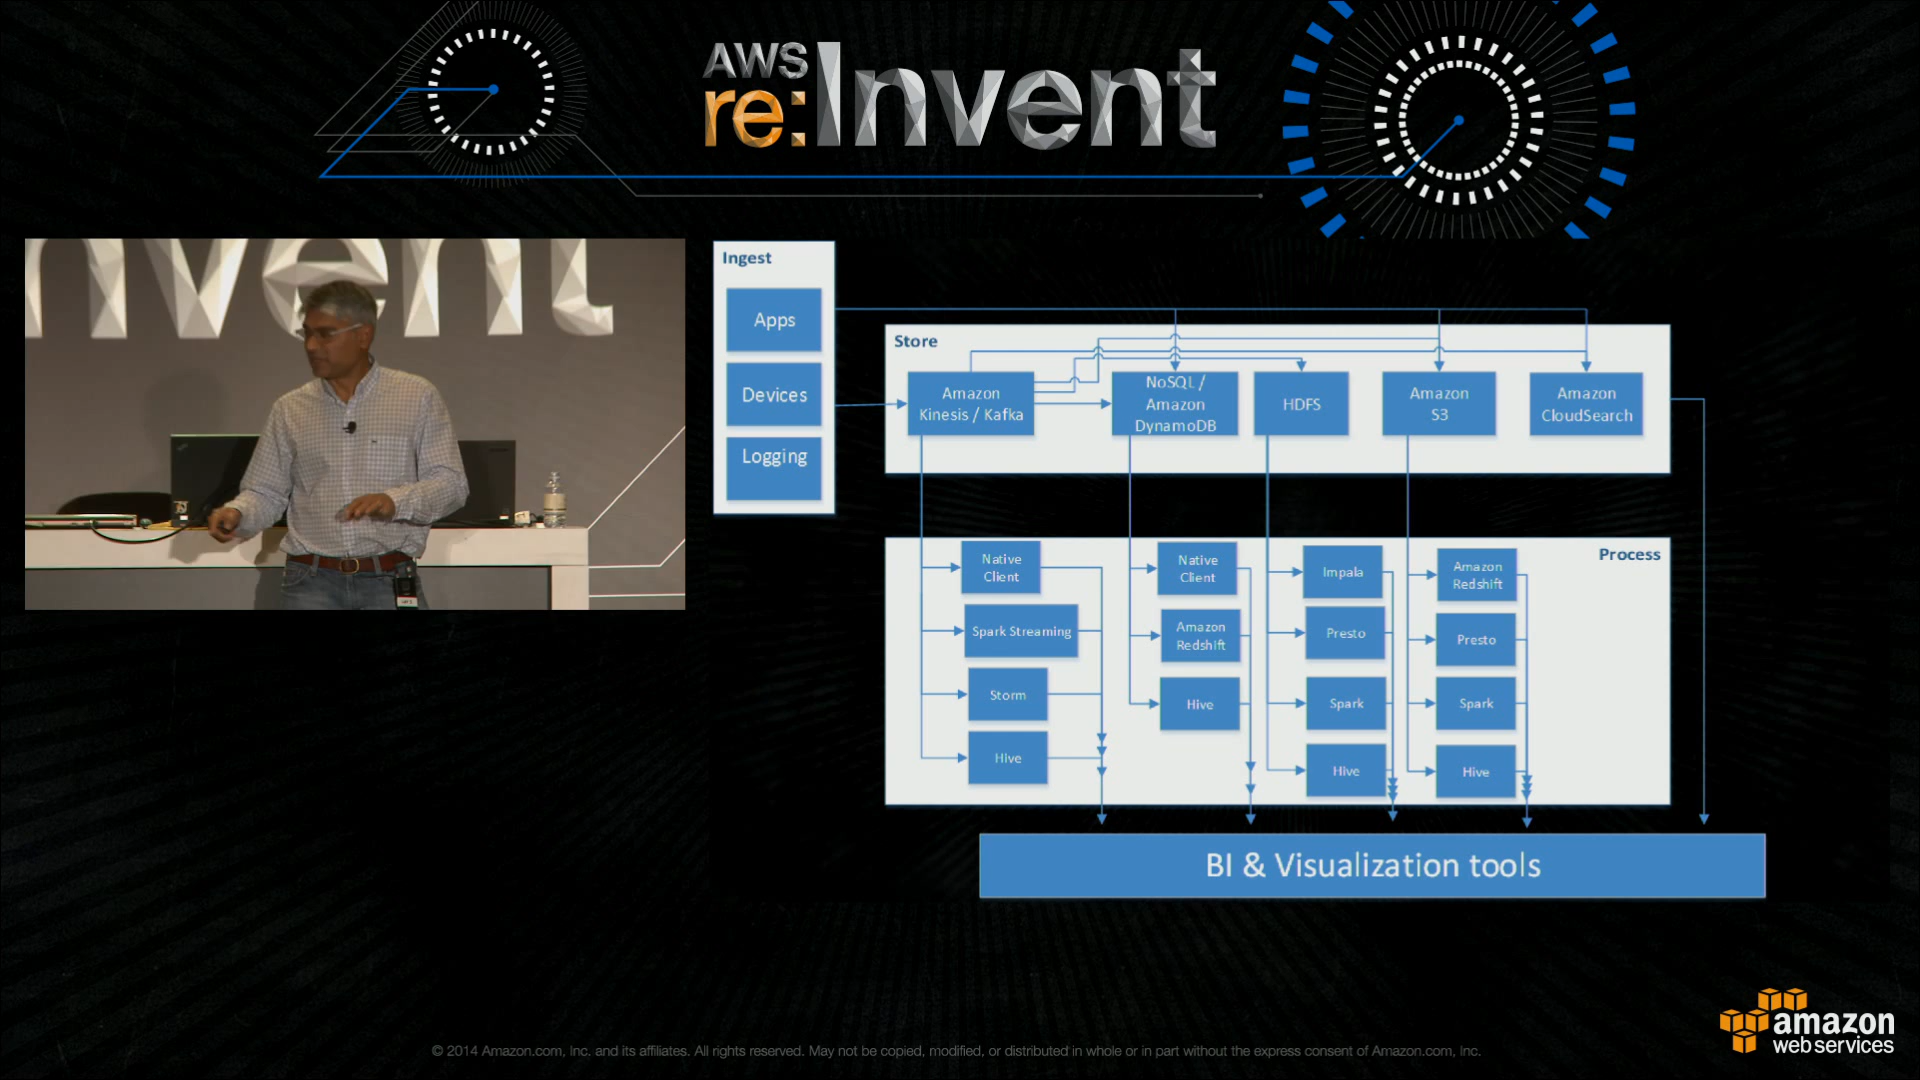 AWS
re:Invent
nvent
Ingest
Apps
Devices
Logging
Store
Amazon
Kinesis / Kafka
NoSQL /
Amazon
DynamoDB
HDFS
Amazon
S3
Amazon
CloudSearch
Process
Native
Client
Spark Streaming
Storm
Hive
Native
Client
Amazon
Redshift
Hive
Impala
Presto
Spark
Hive
Amazon
Redshift
Presto
Spark
Hive
BI & Visualization tools
amazon
web services
© 2014 Amazon.com, Inc. and its affiliates. All rights reserved. May not be copied, modified, or distributed in whole or in part without the express consent of Amazon.com, Inc.